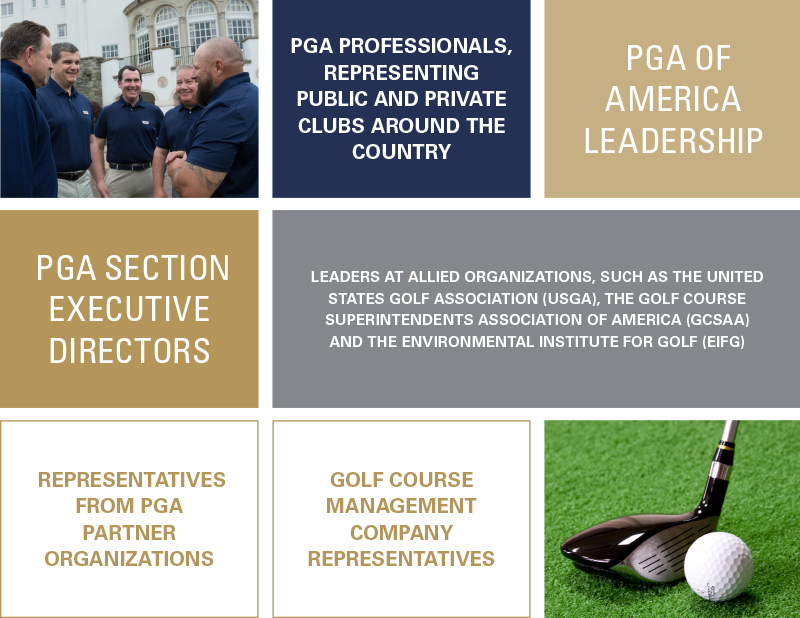 PGA PROFESSIONALS,
REPRESENTING
PUBLIC AND PRIVATE
CLUBS AROUND THE
COUNTRY
PGA OF
AMERICA
LEADERSHIP
PGA SECTION
EXECUTIVE
DIRECTORS
LEADERS AT ALLIED ORGANIZATIONS, SUCH AS THE UNITED
STATES GOLF ASSOCIATION (USGA), THE GOLF COURSE
SUPERINTENDENTS ASSOCIATION OF AMERICA (GCSAA)
AND THE ENVIRONMENTAL INSTITUTE FOR GOLF (EIFG)
REPRESENTATIVES
FROM PGA
PARTNER
ORGANIZATIONS
GOLF COURSE
MANAGEMENT
COMPANY
REPRESENTATIVES